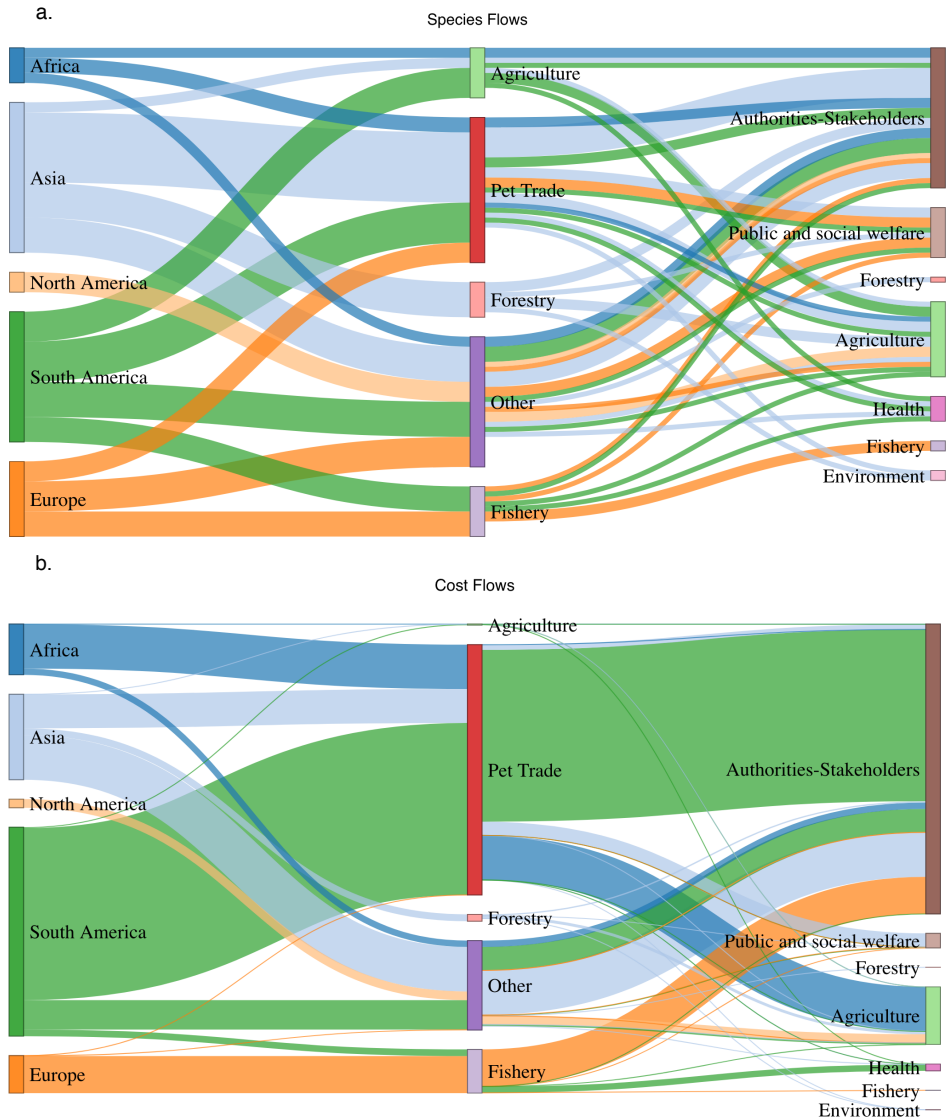 a.
Species Flows
Africa
Agriculture
Authorities-Stakeholders
Asia
Pet Trade
Public and social welfare
North America
Forestry
Forestry
South America
Other
Agriculture
Health
Europe
Fishery
Fishery
Environment
b.
Cost Flows
Africa
Agriculture
Asia
Pet Trade
Authorities-Stakeholders
North America
South America
Forestry
Public and social welfare
Other
Forestry
Agriculture
Europe
Fishery
Health
Fishery
Environment